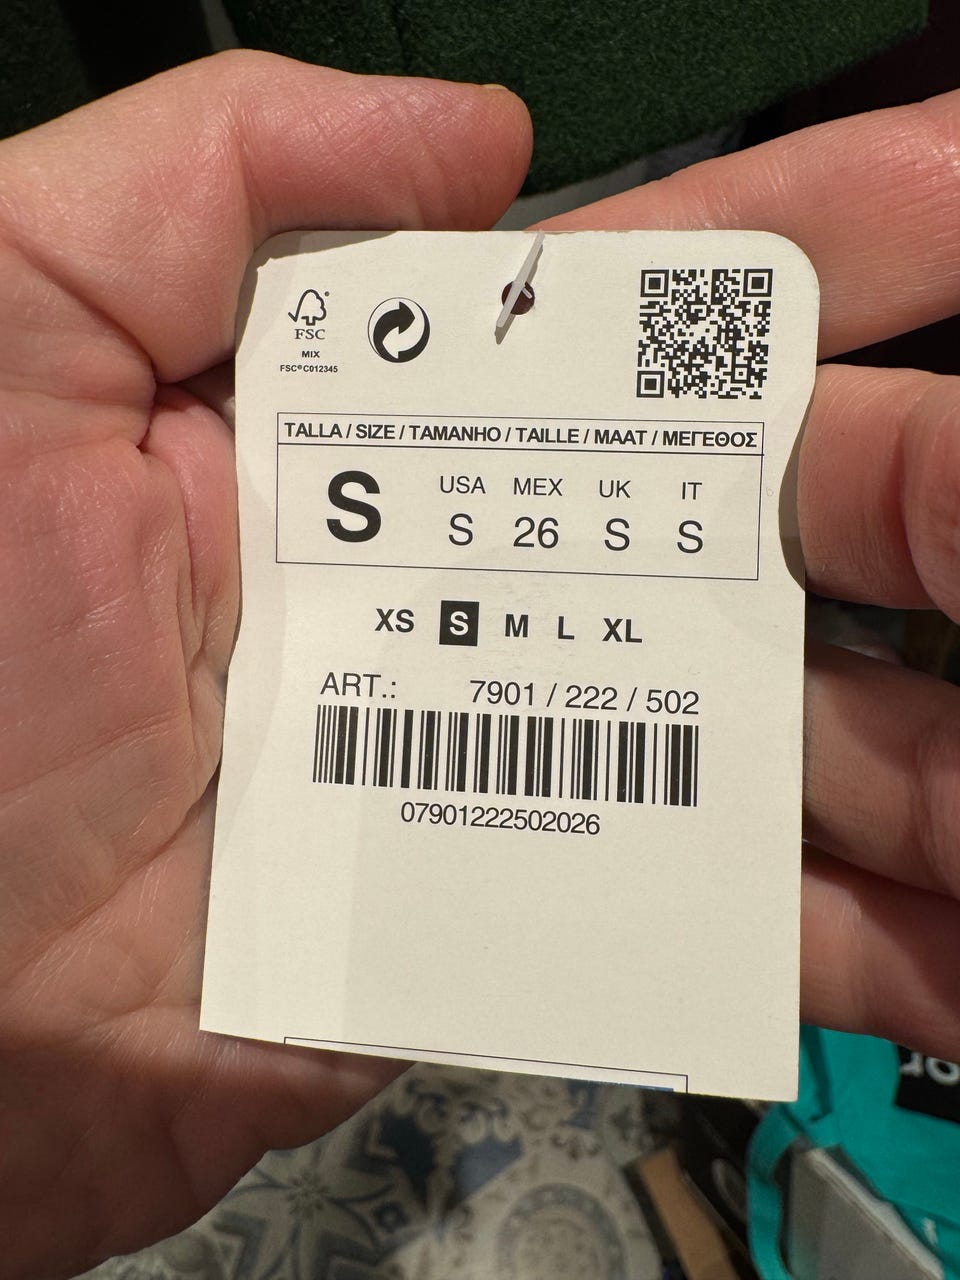 FSC®
MIX
FSC® C012345
TALLA / SIZE / TAMANHO / TAILLE / MAAT / ΜΕΓΕΘΟΣ
S
USA MEX UK IT
S 26 S S
XS S M L XL
ART.: 7901 / 222 / 502
07901222502026